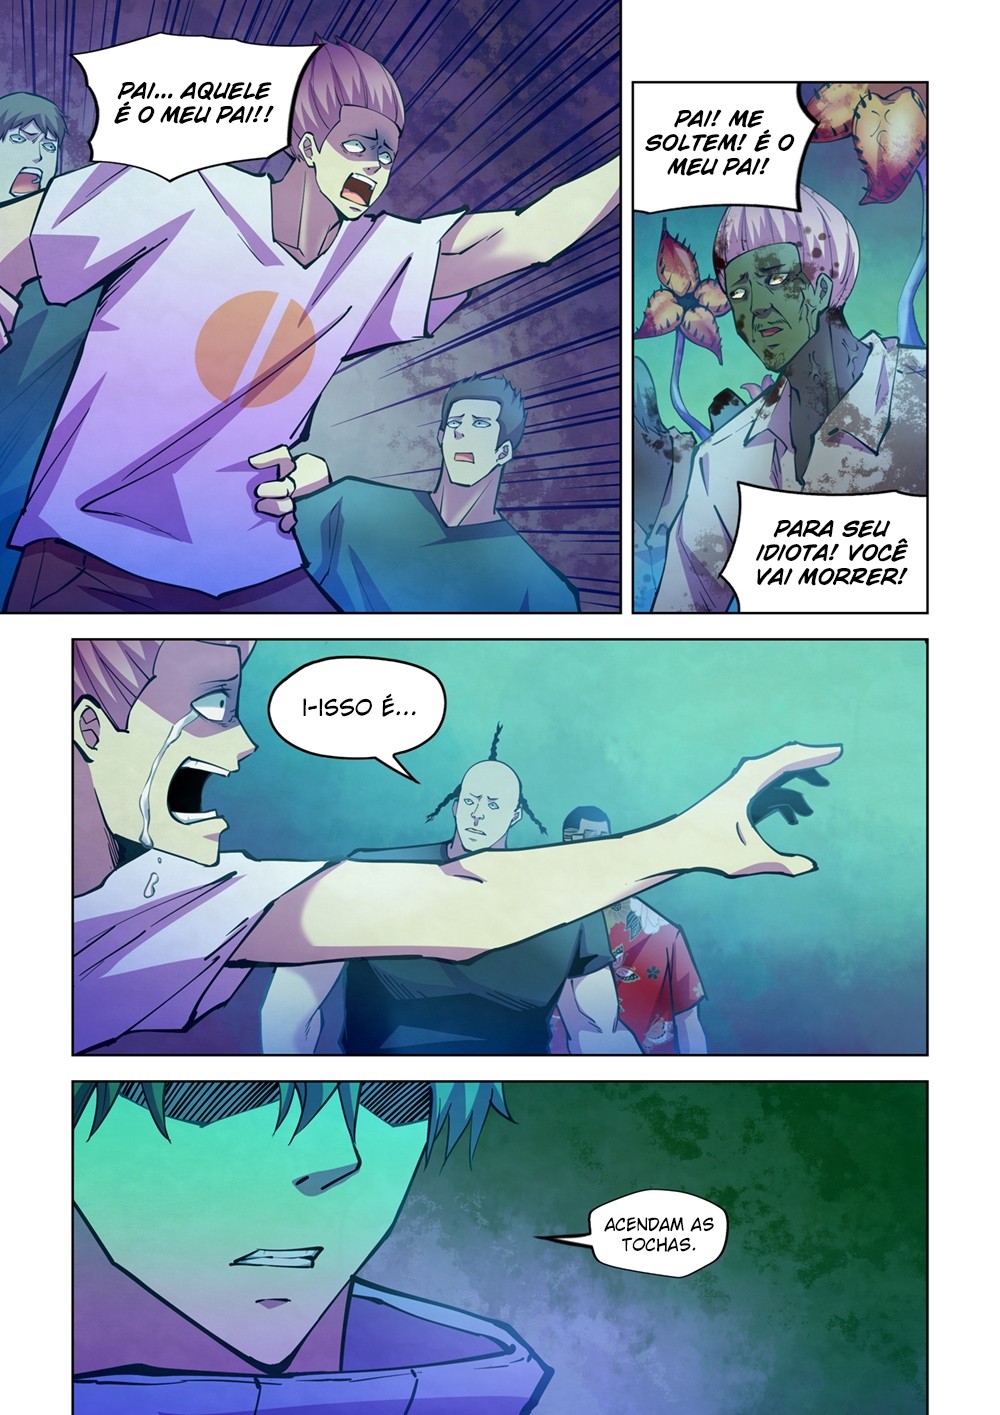 PAI... AQUELE
É O MEU PAI!!
PAI! ME
SOLTEM! É O
MEU PAI!
PARA SEU
IDIOTA! VOCÊ
VAI MORRER!
I-ISSO É...
ACENDAM AS
TOCHAS.